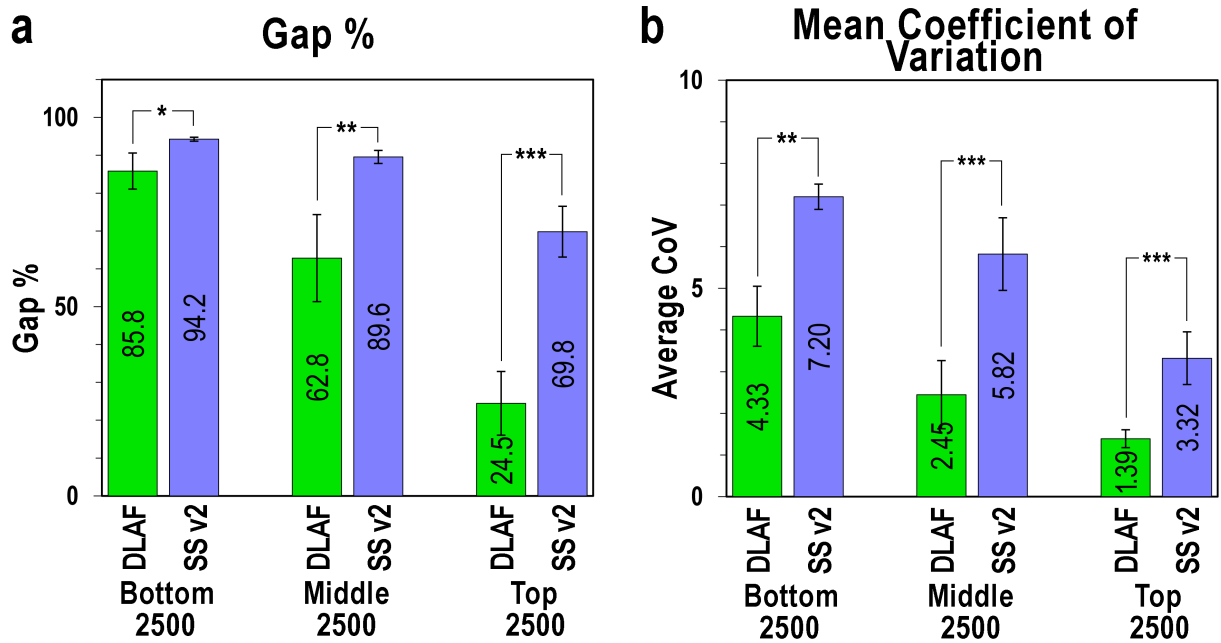 a
Gap %
Gap %
100
50
0
*
**
***
85.8
94.2
62.8
89.6
24.5
69.8
DLAF
SS v2
DLAF
SS v2
DLAF
SS v2
Bottom
2500
Middle
2500
Top
2500
b
Mean Coefficient of
Variation
Average CoV
10
5
0
**
***
***
4.33
7.20
2.45
5.82
1.39
3.32
DLAF
SS v2
DLAF
SS v2
DLAF
SS v2
Bottom
2500
Middle
2500
Top
2500